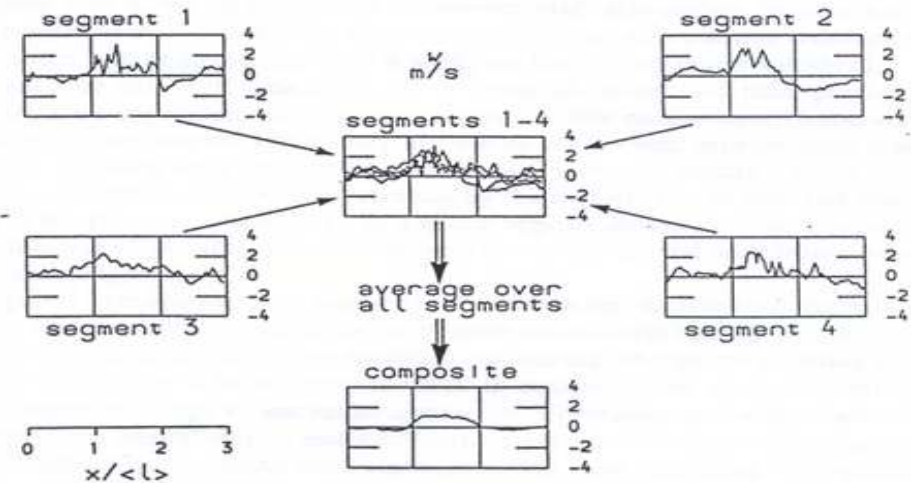 segment 1
4
2
0
-2
-4
w
m/s
segment 2
4
2
0
-2
-4
segments 1-4
4
2
0
-2
-4
4
2
0
-2
-4
segment 3
4
2
0
-2
-4
segment 4
average over
all segments
composite
4
2
0
-2
-4
0 1 2 3
x/<l>